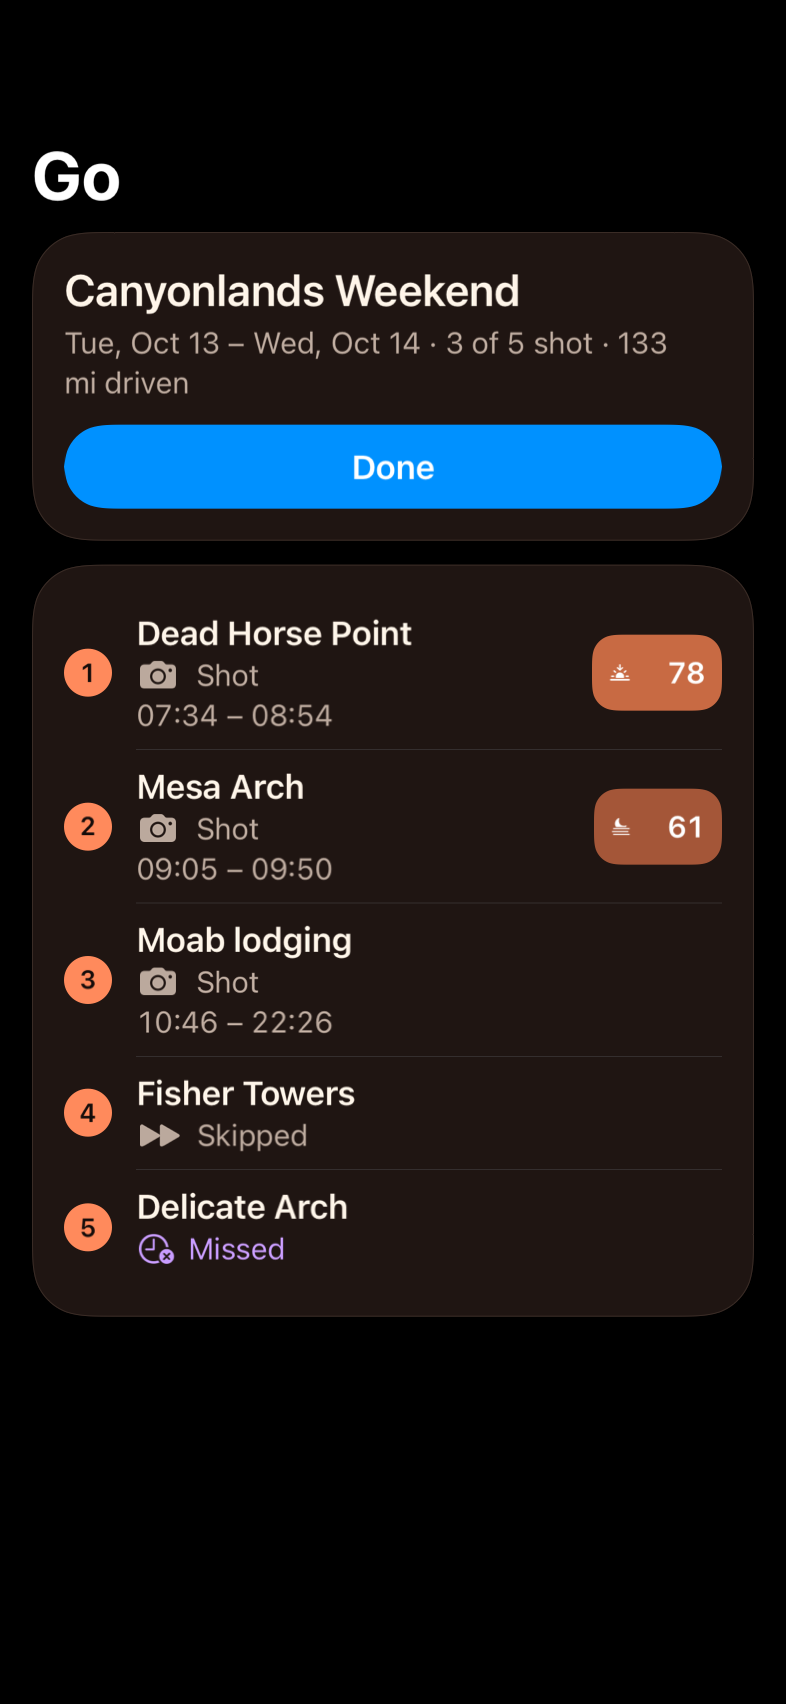 Go
Canyonlands Weekend
Tue, Oct 13 – Wed, Oct 14 · 3 of 5 shot · 133
mi driven
Done
1
Dead Horse Point
Shot
07:34 – 08:54
78
2
Mesa Arch
Shot
09:05 – 09:50
61
3
Moab lodging
Shot
10:46 – 22:26
4
Fisher Towers
Skipped
5
Delicate Arch
Missed